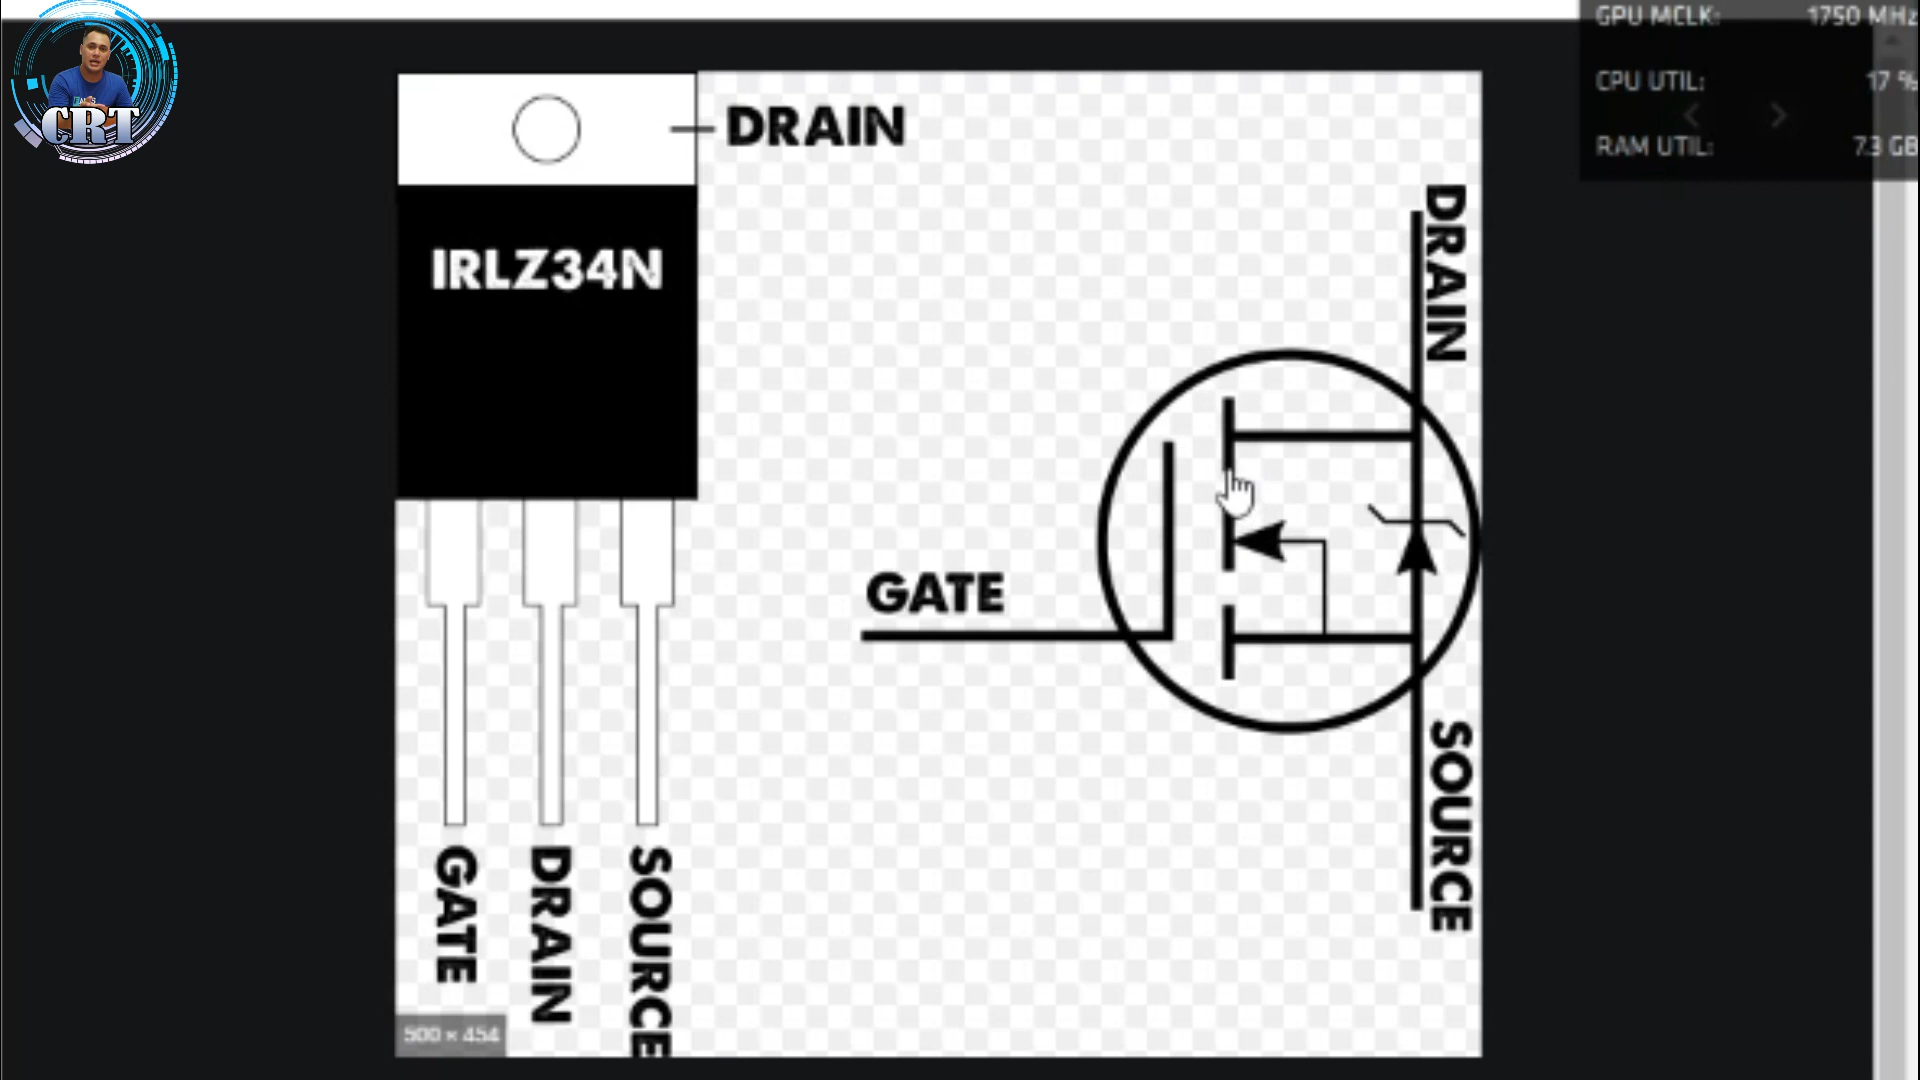 CRT
GPU MCLK: 1750 MHz
CPU UTIL: 17 %
RAM UTIL: 7.3 GB
DRAIN
IRLZ34N
DRAIN
GATE
SOURCE
GATE
DRAIN
SOURCE
500 × 454